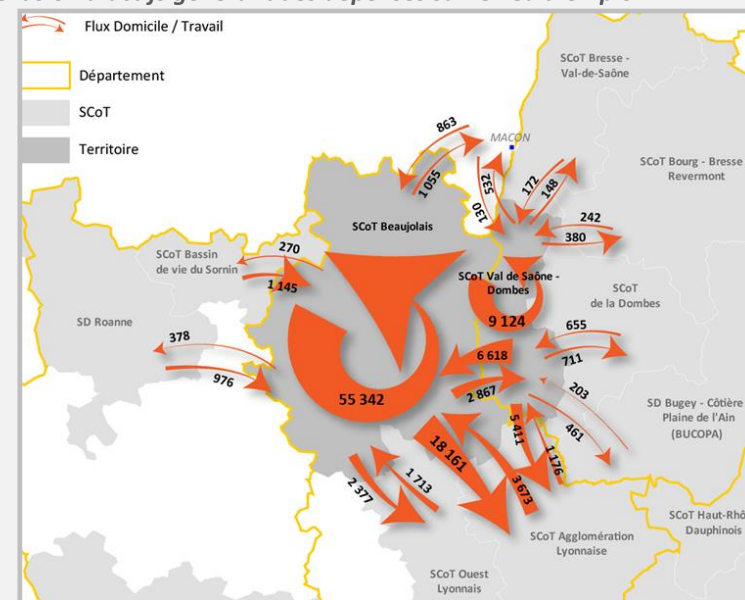 Flux Domicile / Travail
Département
SCoT
Territoire
SCoT Bresse -
Val-de-Saône
MACON
863
1 055
532
130
172
148
SCoT Bourg - Bresse
Revermont
242
380
SCoT Beaujolais
SCoT Bassin
de vie du Sornin
270
1 145
SCoT Val de Saône -
Dombes
9 124
SCoT
de la Dombes
SD Roanne
378
976
655
711
6 618
2 867
203
461
55 342
SD Bugey - Côtière
Plaine de l'Ain
(BUCOPA)
18 161
5 411
1 176
3 673
2 377
1 713
SCoT Agglomération
Lyonnaise
SCoT Haut-Rhô
Dauphinois
SCoT Ouest
Lyonnais